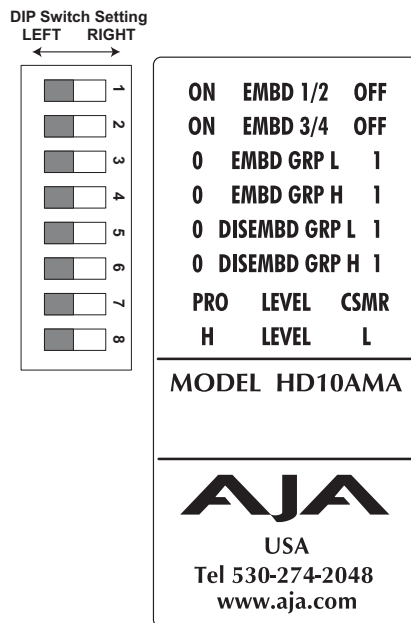 DIP Switch Setting
LEFT RIGHT
1
2
3
4
5
6
7
8
ON EMBD 1/2 OFF
ON EMBD 3/4 OFF
0 EMBD GRP L 1
0 EMBD GRP H 1
0 DISEMBD GRP L 1
0 DISEMBD GRP H 1
PRO LEVEL CSMR
H LEVEL L
MODEL HD10AMA
AJA
USA
Tel 530-274-2048
www.aja.com